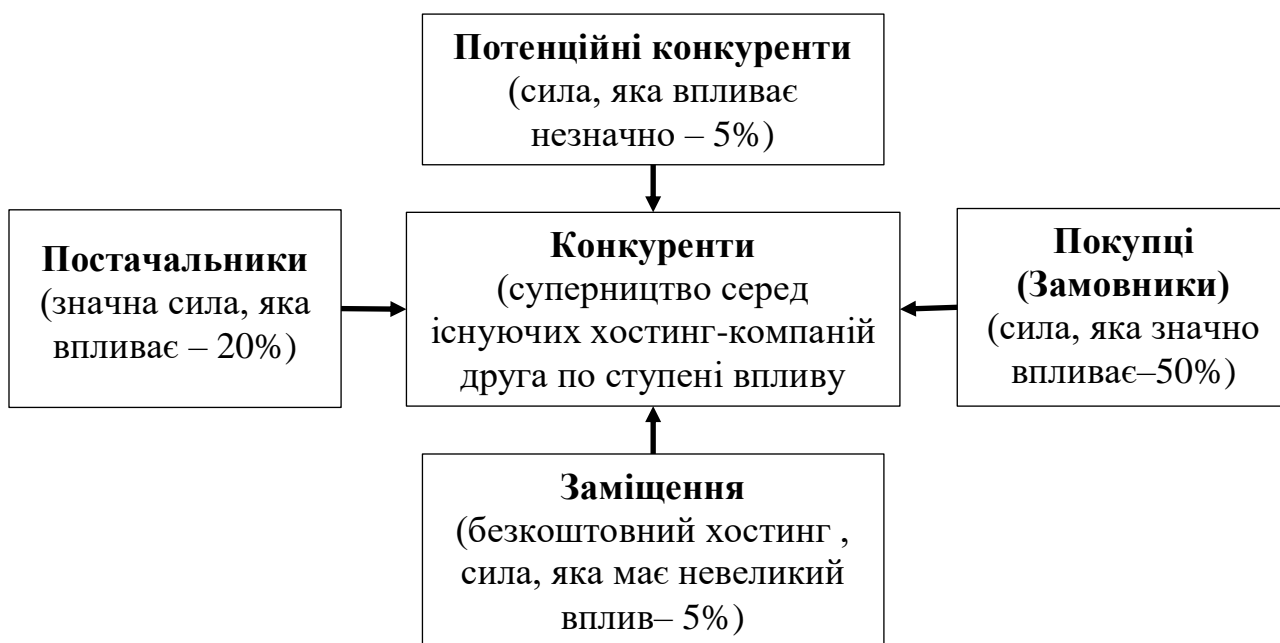 Потенційні конкуренти
(сила, яка впливає
незначно – 5%)
Постачальники
(значна сила, яка
впливає – 20%)
Конкуренти
(суперництво серед
існуючих хостинг-компаній
друга по ступені впливу
Покупці
(Замовники)
(сила, яка значно
впливає–50%)
Заміщення
(безкоштовний хостинг ,
сила, яка має невеликий
вплив– 5%)